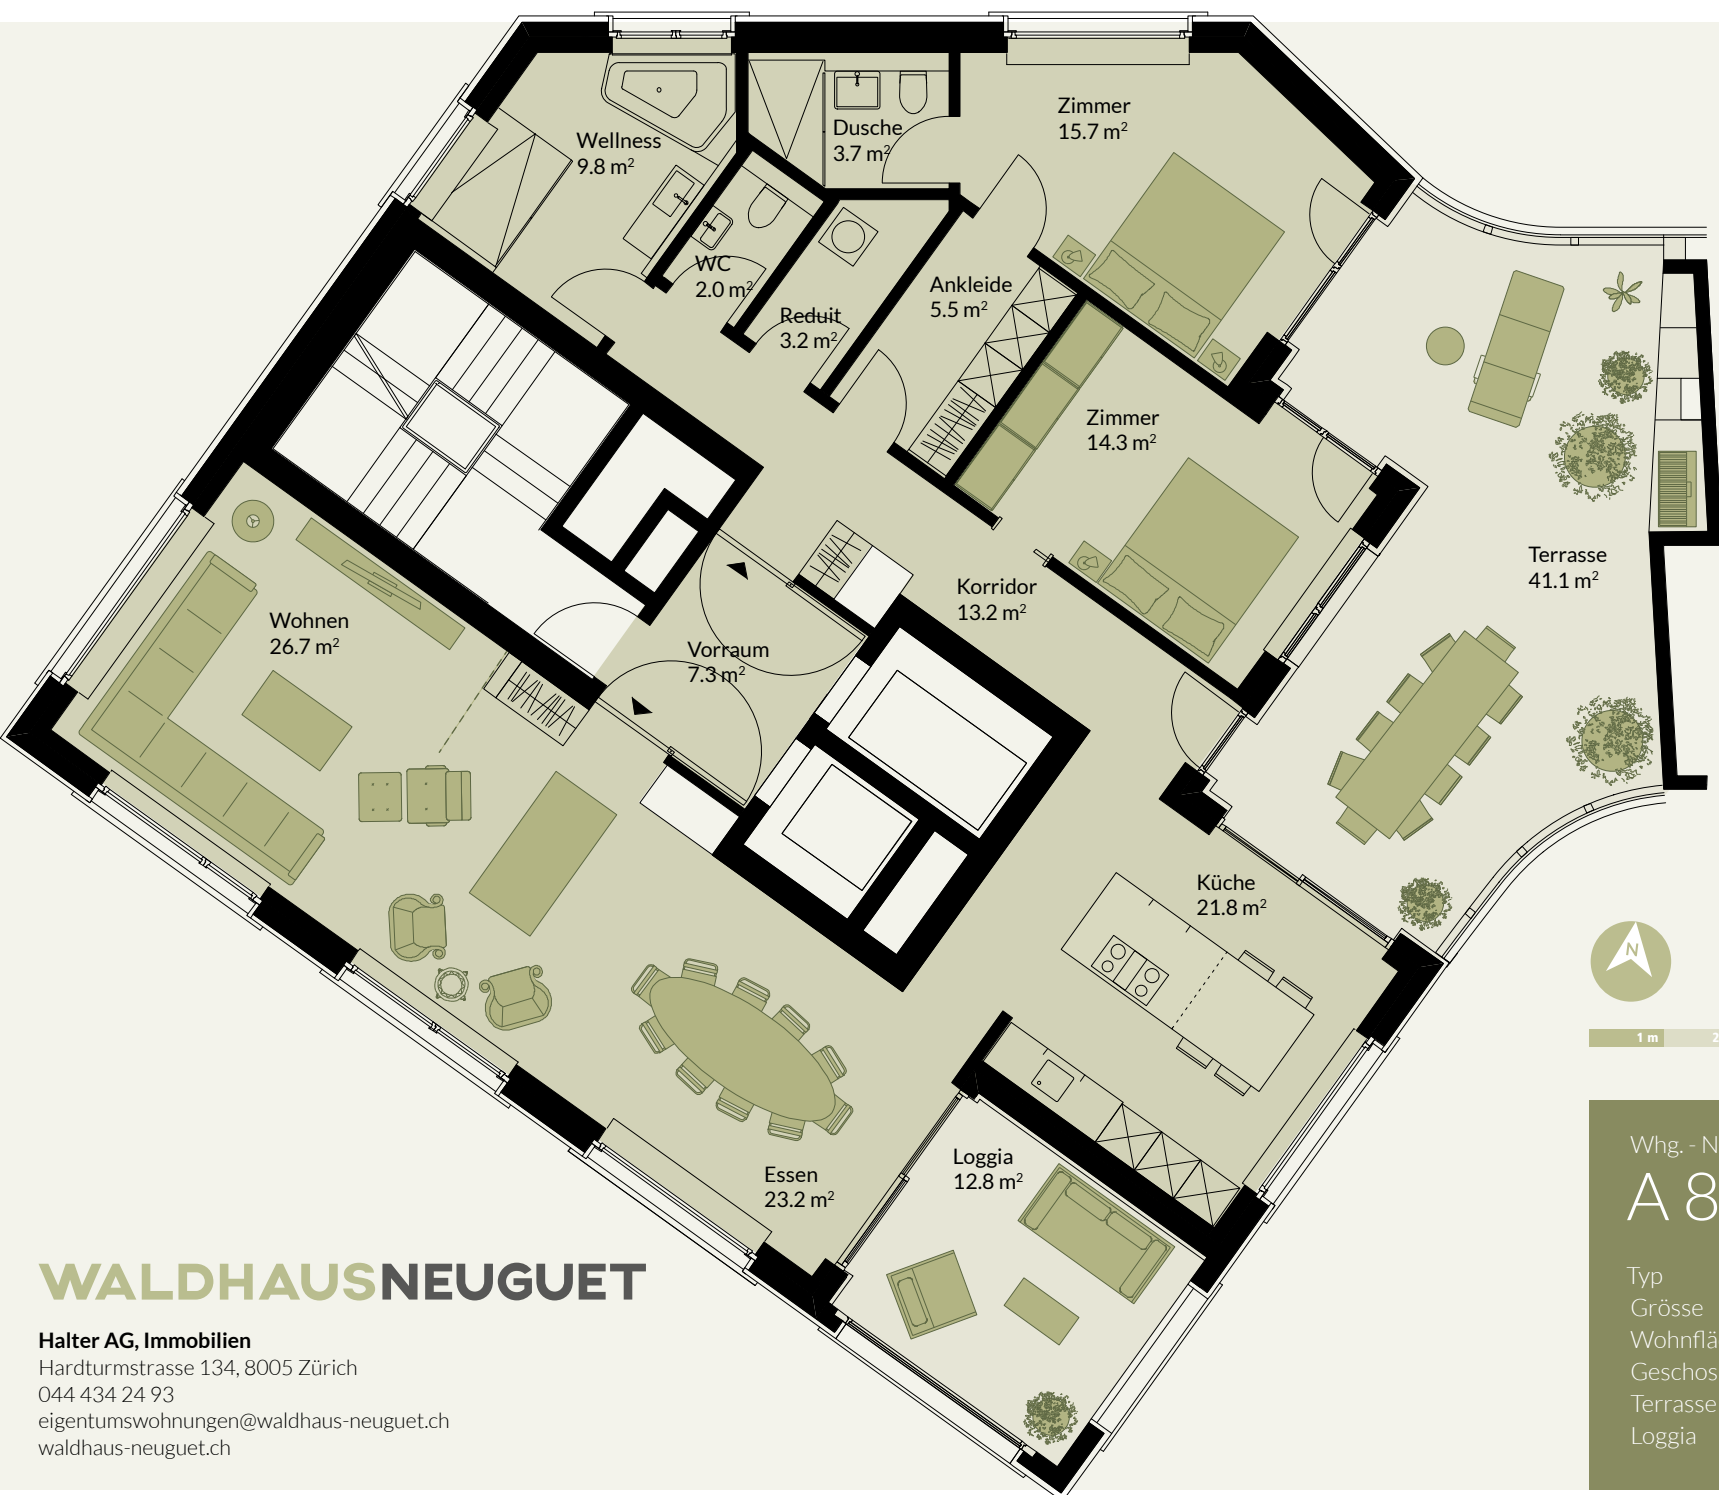 Wellness
9.8 m²
Dusche
3.7 m²
Zimmer
15.7 m²
WC
2.0 m²
Reduit
3.2 m²
Ankleide
5.5 m²
Zimmer
14.3 m²
Terrasse
41.1 m²
Korridor
13.2 m²
Wohnen
26.7 m²
Vorraum
7.3 m²
Küche
21.8 m²
N
1 m 2
Loggia
12.8 m²
Essen
23.2 m²
WALDHAUSNEUGUET
Halter AG, Immobilien
Hardturmstrasse 134, 8005 Zürich
044 434 24 93
eigentumswohnungen@waldhaus-neuguet.ch
waldhaus-neuguet.ch
Whg. - N
A 8
Typ
Grösse
Wohnflä
Geschos
Terrasse
Loggia